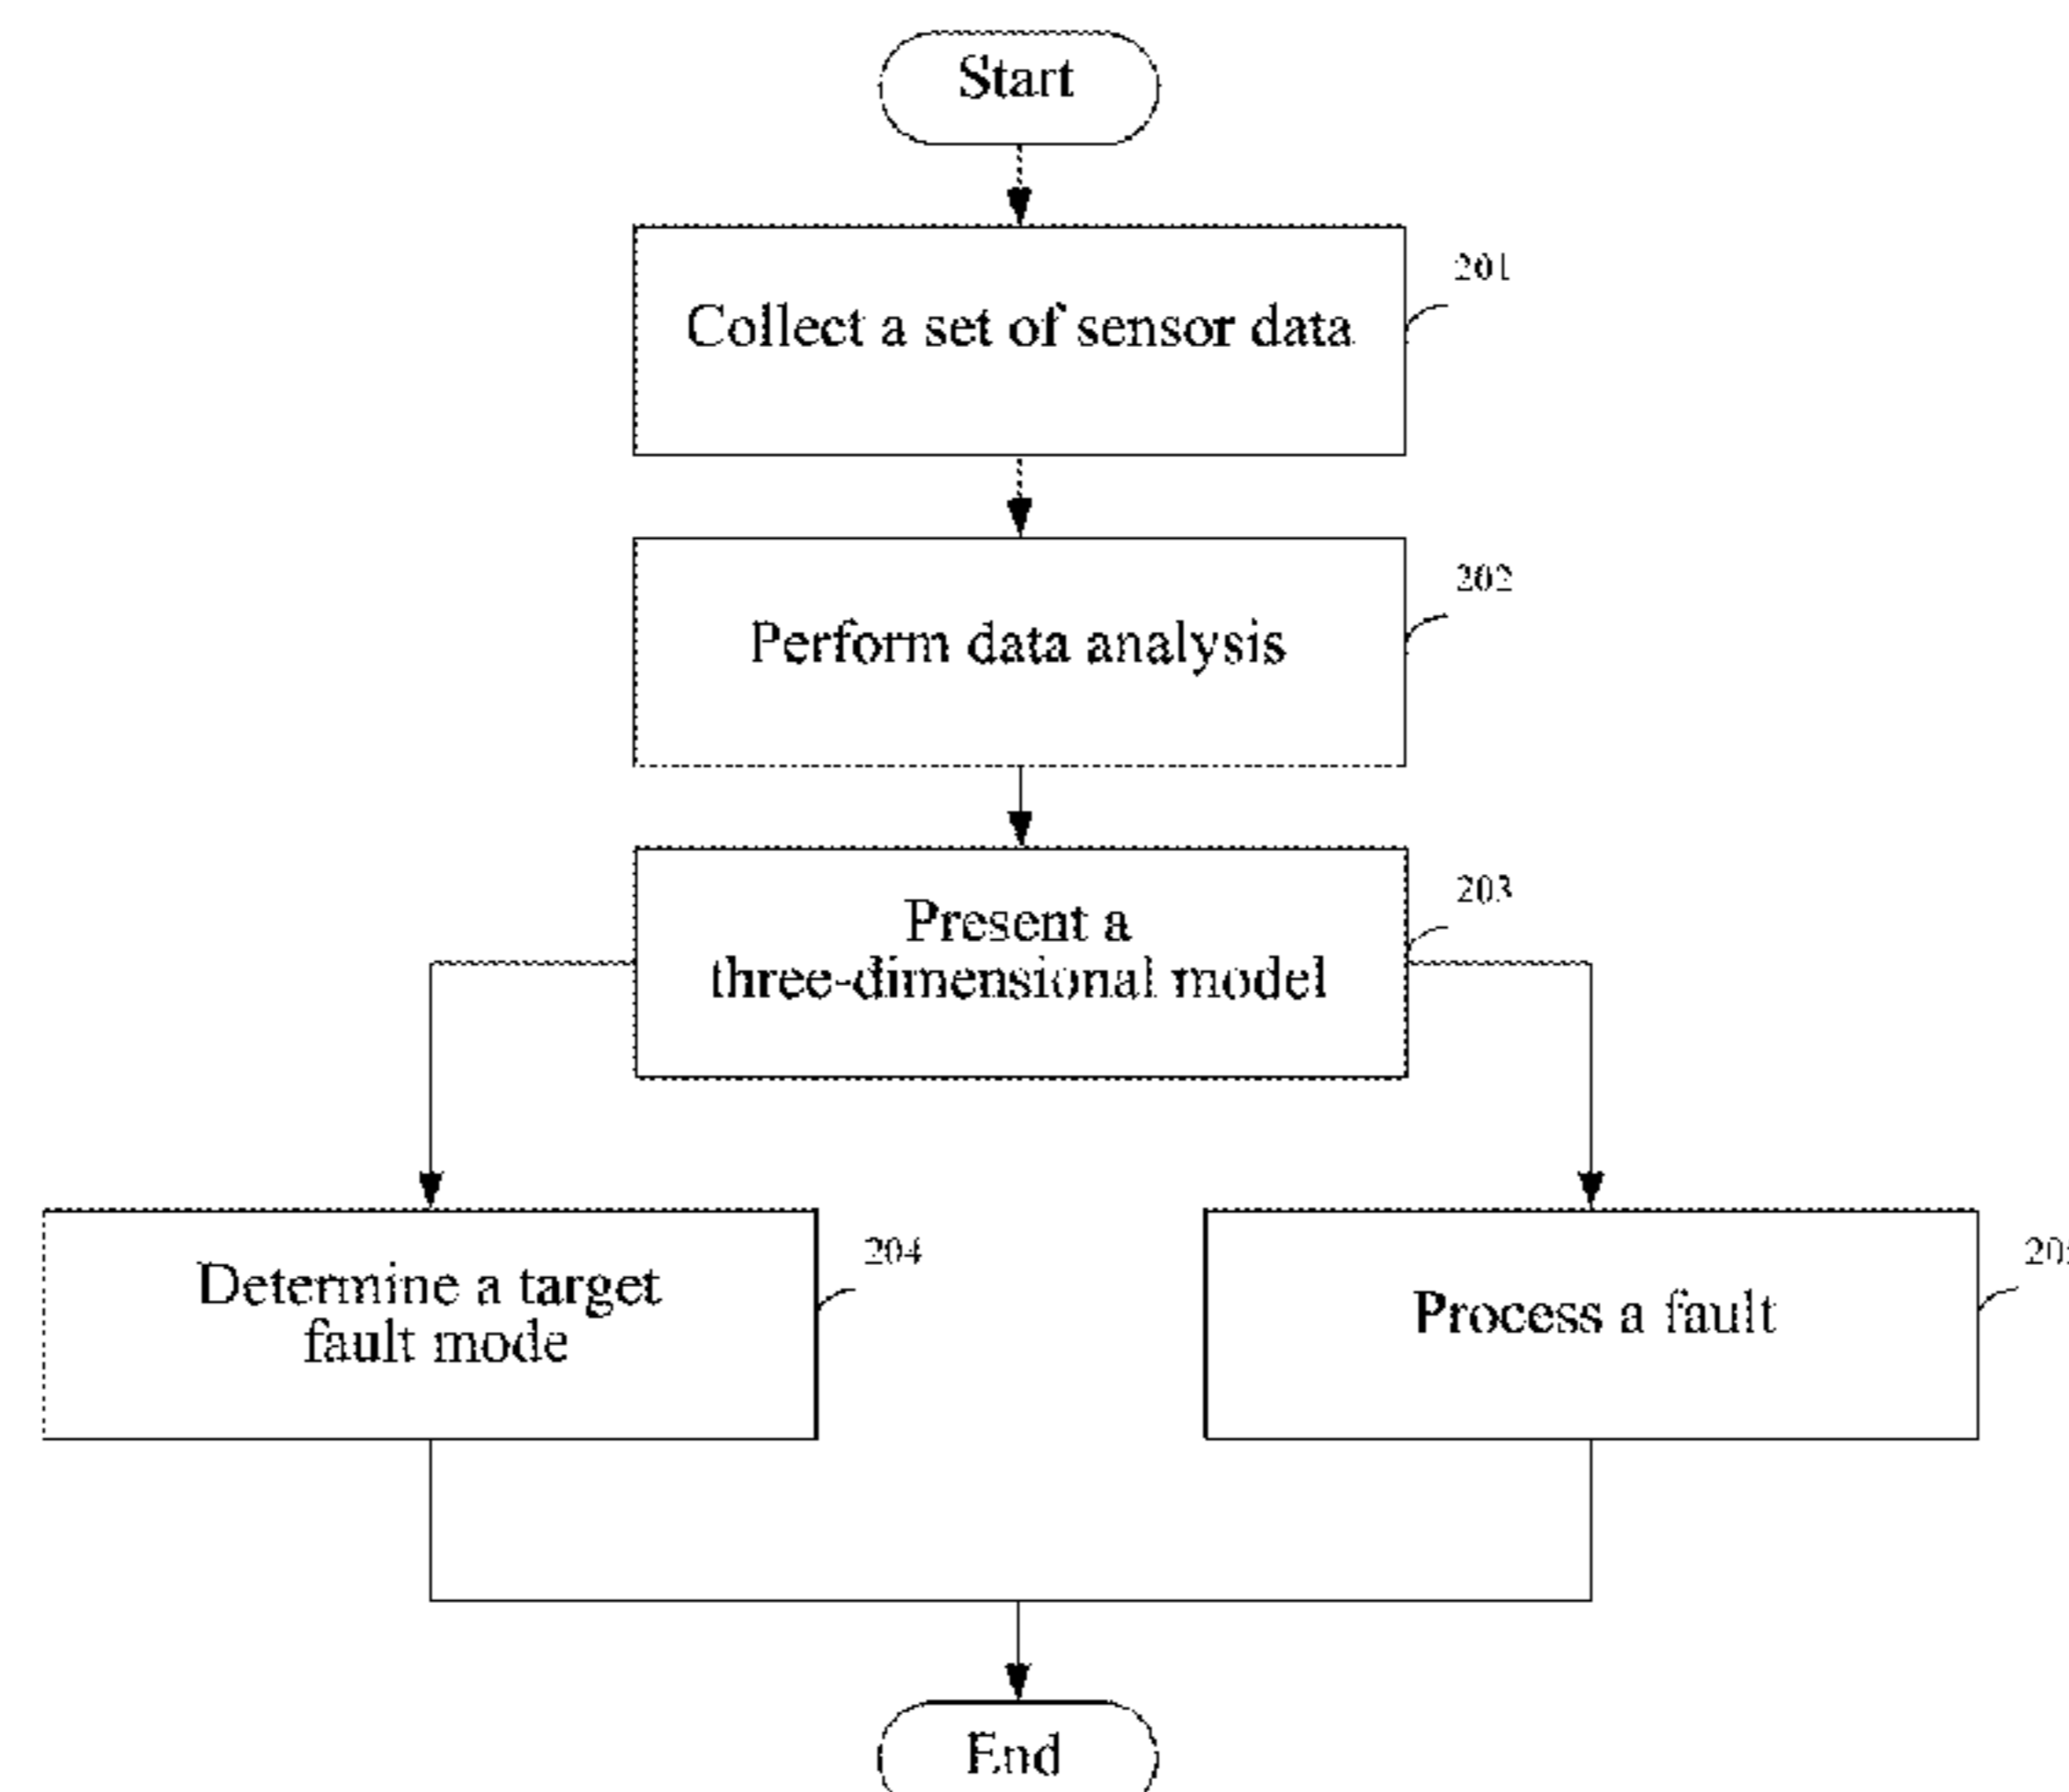 Start
201
Collect a set of sensor data
202
Perform data analysis
203
Present a
three-dimensional model
204
Determine a target
fault mode
Process a fault
End